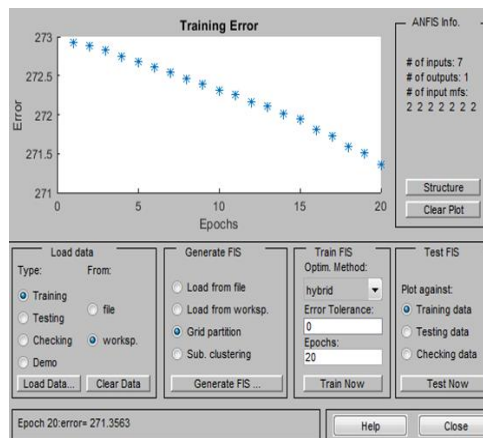 Training Error
273
272.5
272
271.5
271
Error
0
5
10
15
20
Epochs
ANFIS Info.
# of inputs: 7
# of outputs: 1
# of input mfs:
2 2 2 2 2 2 2
Structure
Clear Plot
Load data
Type:
From:
Training
Testing
Checking
Demo
file
worksp.
Load Data...
Clear Data
Generate FIS
Load from file
Load from worksp.
Grid partition
Sub. clustering
Generate FIS ...
Train FIS
Optim. Method:
hybrid
Error Tolerance:
0
Epochs:
20
Train Now
Test FIS
Plot against:
Training data
Testing data
Checking data
Test Now
Epoch 20:error= 271.3563
Help
Close